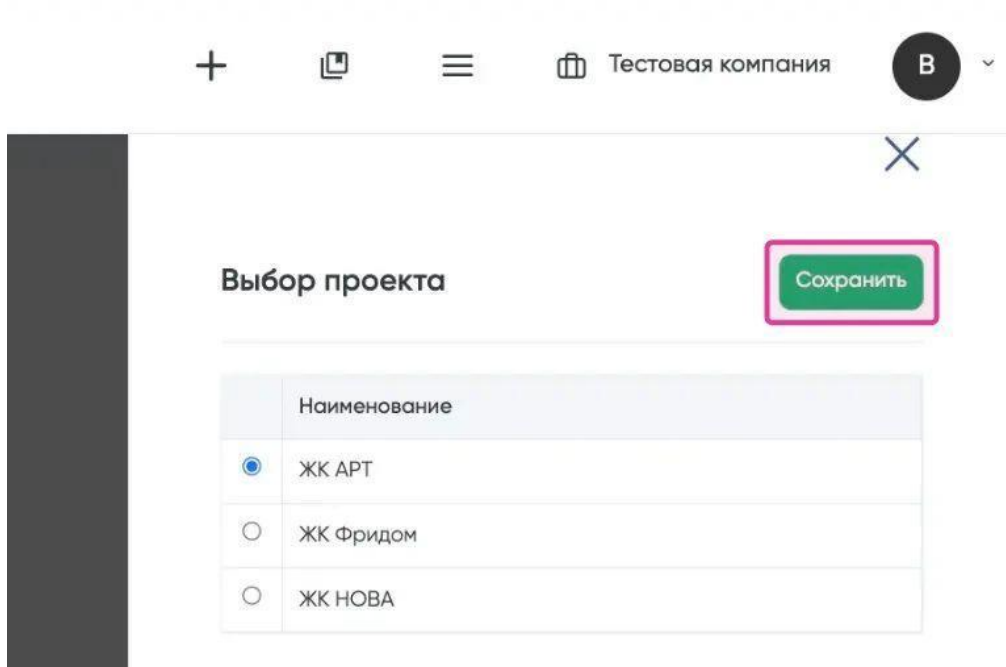 Тестовая компания
В
Выбор проекта
Сохранить
Наименование
ЖК АРТ
ЖК Фридом
ЖК НОВА